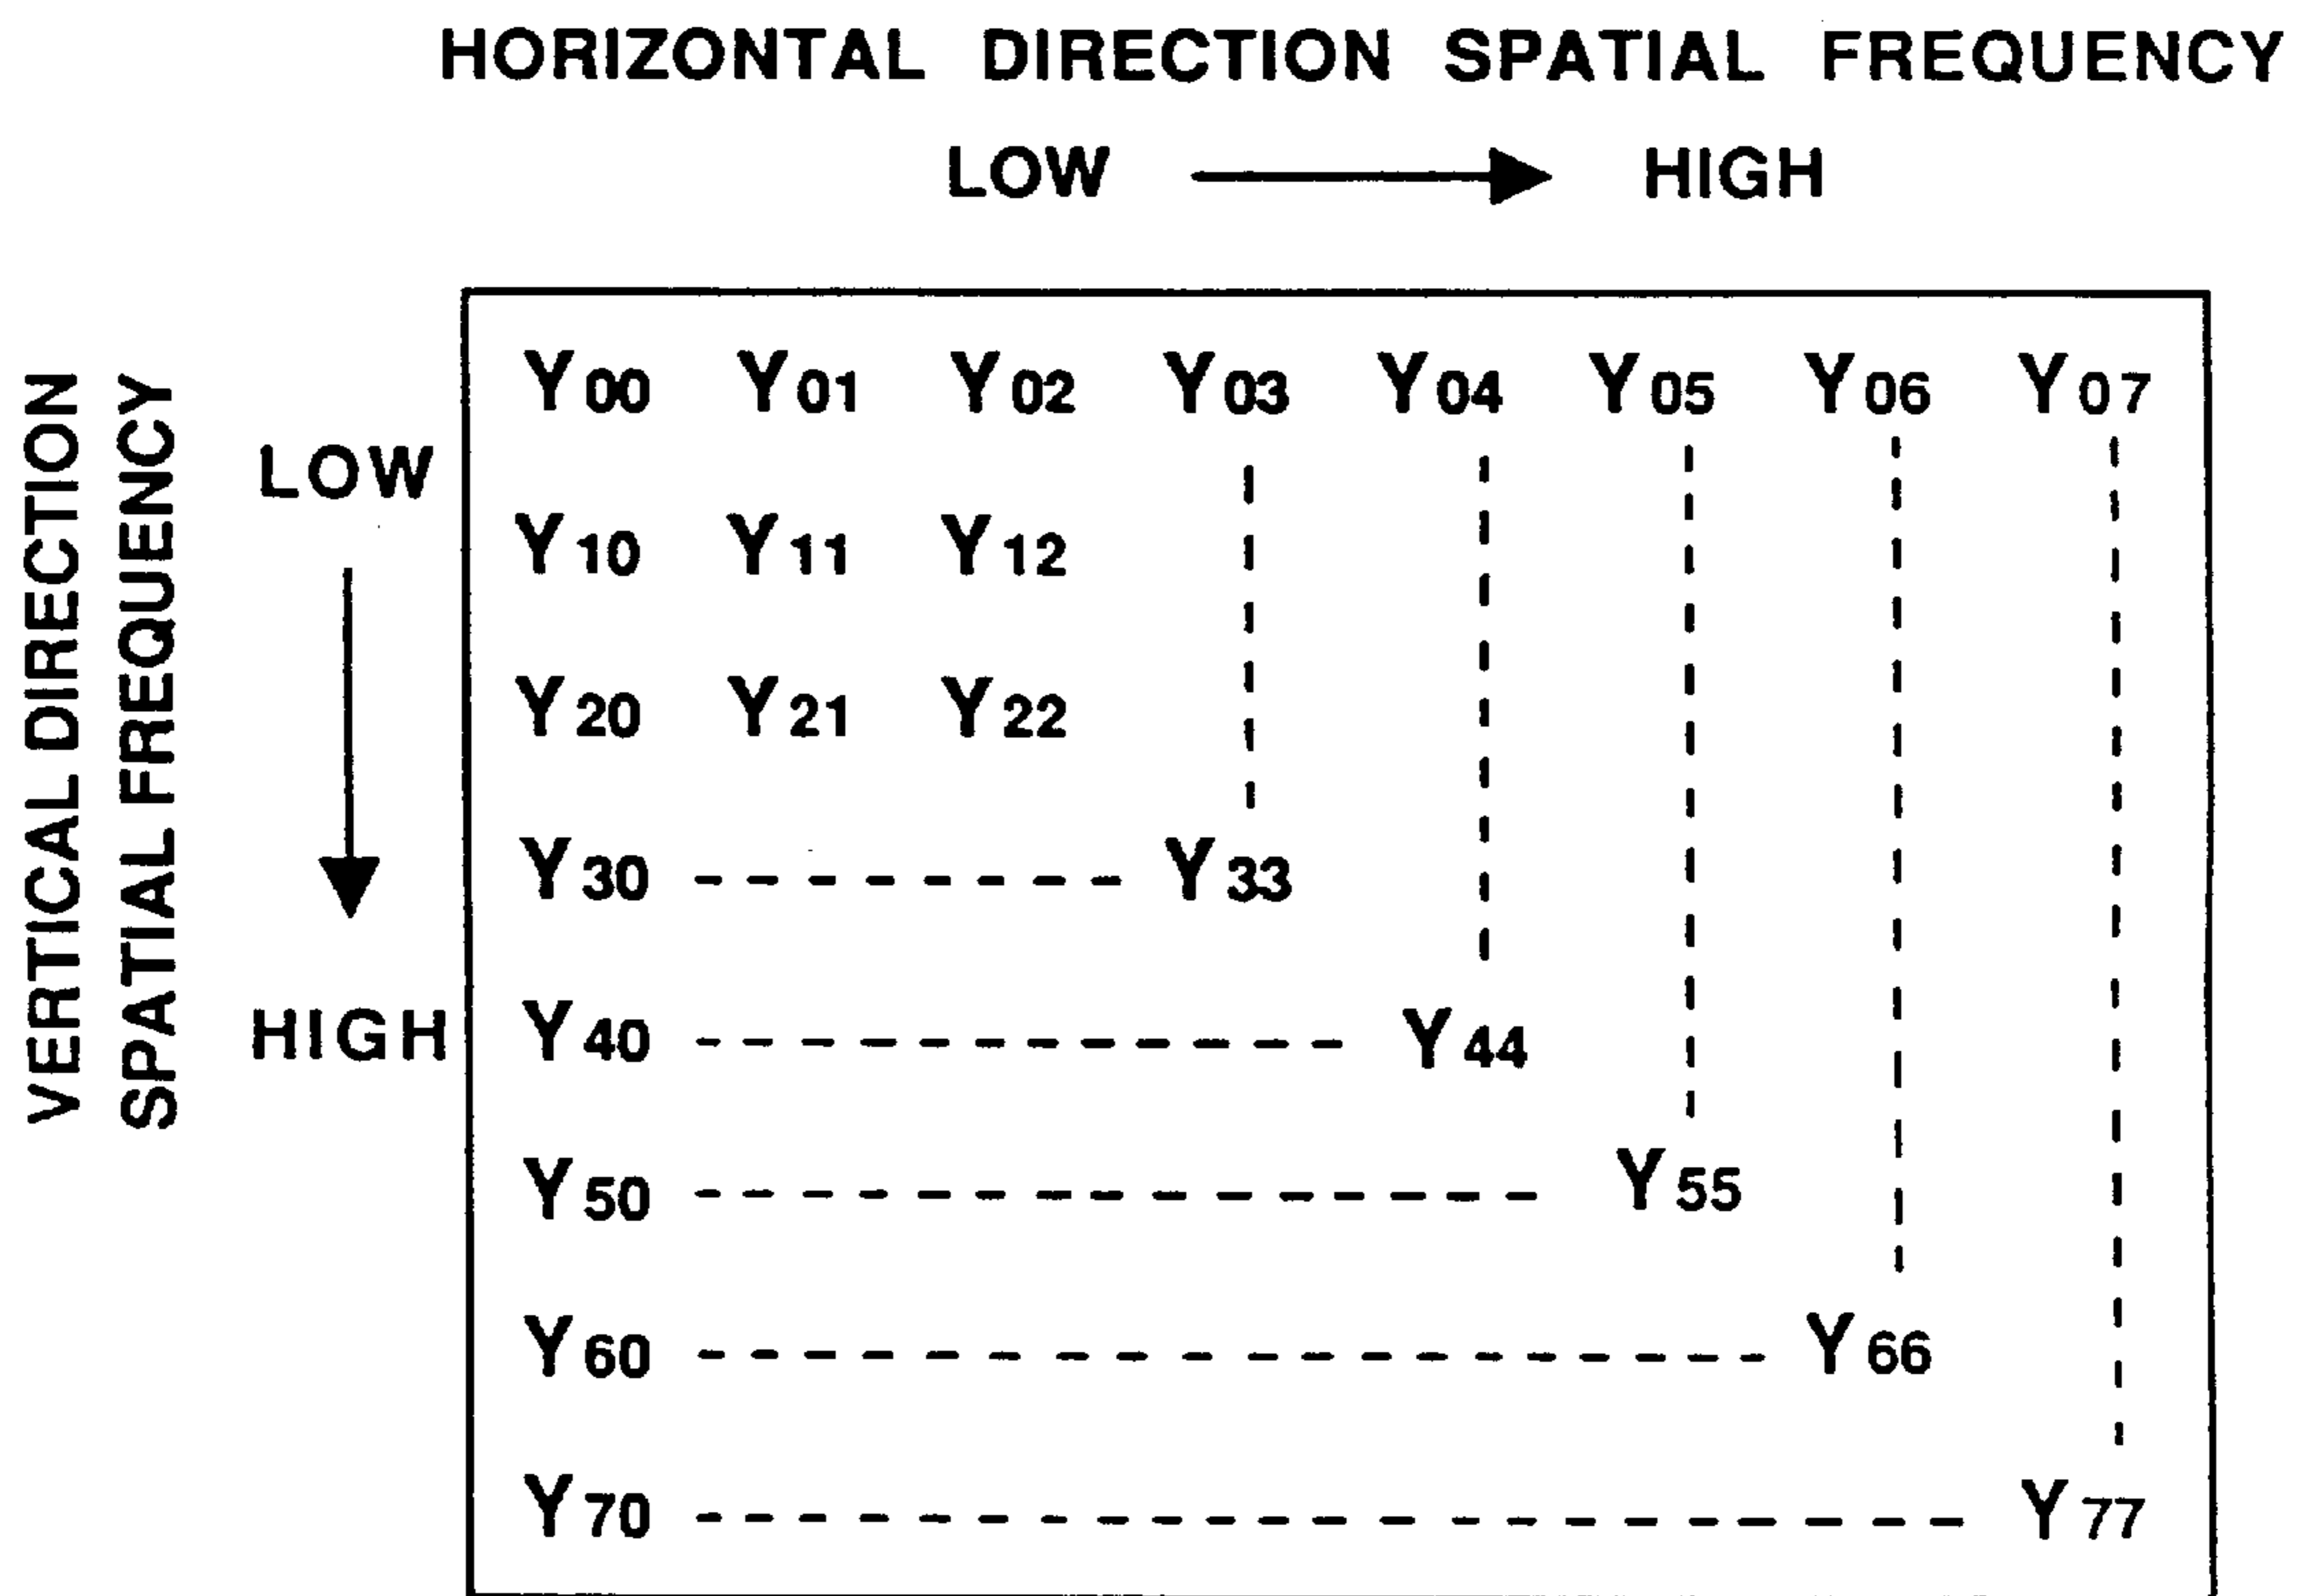 HORIZONTAL DIRECTION SPATIAL FREQUENCY
LOW HIGH
VERTICAL DIRECTION
SPATIAL FREQUENCY
LOW
HIGH
Y00 Y01 Y02 Y03 Y04 Y05 Y06 Y07
Y10 Y11 Y12
Y20 Y21 Y22
Y30 Y33
Y40 Y44
Y50 Y55
Y60 Y66
Y70 Y77